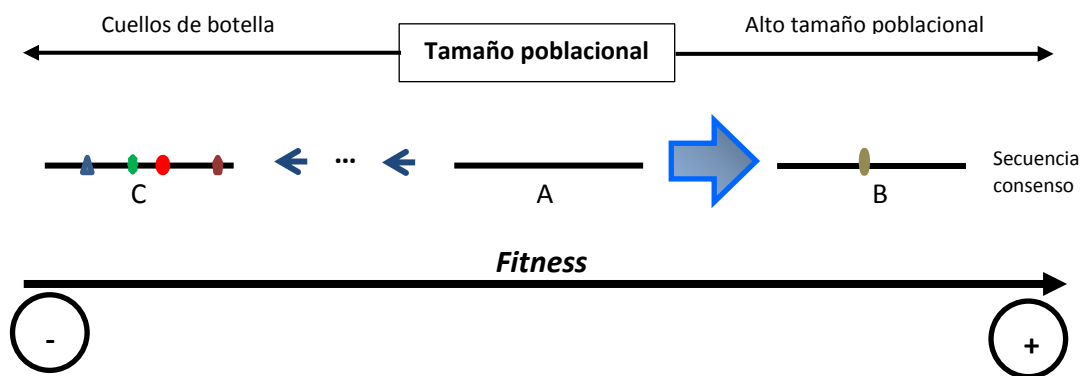 Cuellos de botella
Tamaño poblacional
Alto tamaño poblacional
...
C
A
B
Secuencia
consenso
Fitness
-
+